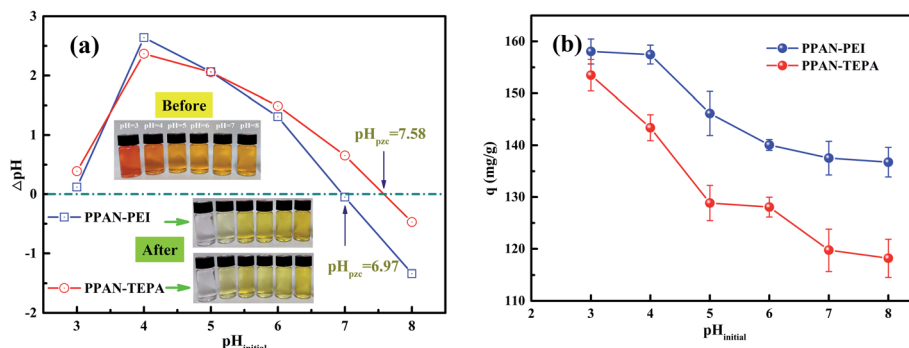 (a)
3
2
1
0
-1
-2
△pH
Before
pH=3 pH=4 pH=5 pH=6 pH=7 pH=8
pHpzc=7.58
PPAN-PEI
After
pHpzc=6.97
PPAN-TEPA
3 4 5 6 7 8
pHinitial
(b)
160
150
140
130
120
110
q (mg/g)
PPAN-PEI
PPAN-TEPA
2 3 4 5 6 7 8
pHinitial